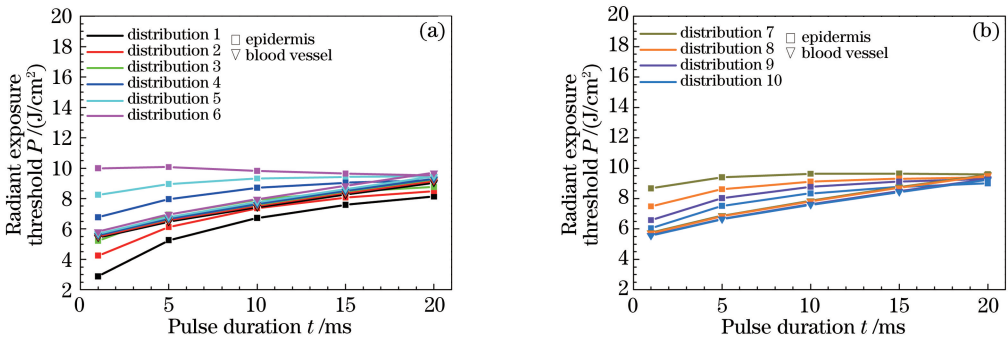 20
18
16
14
12
10
8
6
4
2
Radiant exposure
threshold P /(J/cm²)
distribution 1
distribution 2
distribution 3
distribution 4
distribution 5
distribution 6
□ epidermis
▽ blood vessel
(a)
0
5
10
15
20
Pulse duration t /ms
20
18
16
14
12
10
8
6
4
2
Radiant exposure
threshold P /(J/cm²)
distribution 7
distribution 8
distribution 9
distribution 10
□ epidermis
▽ blood vessel
(b)
0
5
10
15
20
Pulse duration t /ms